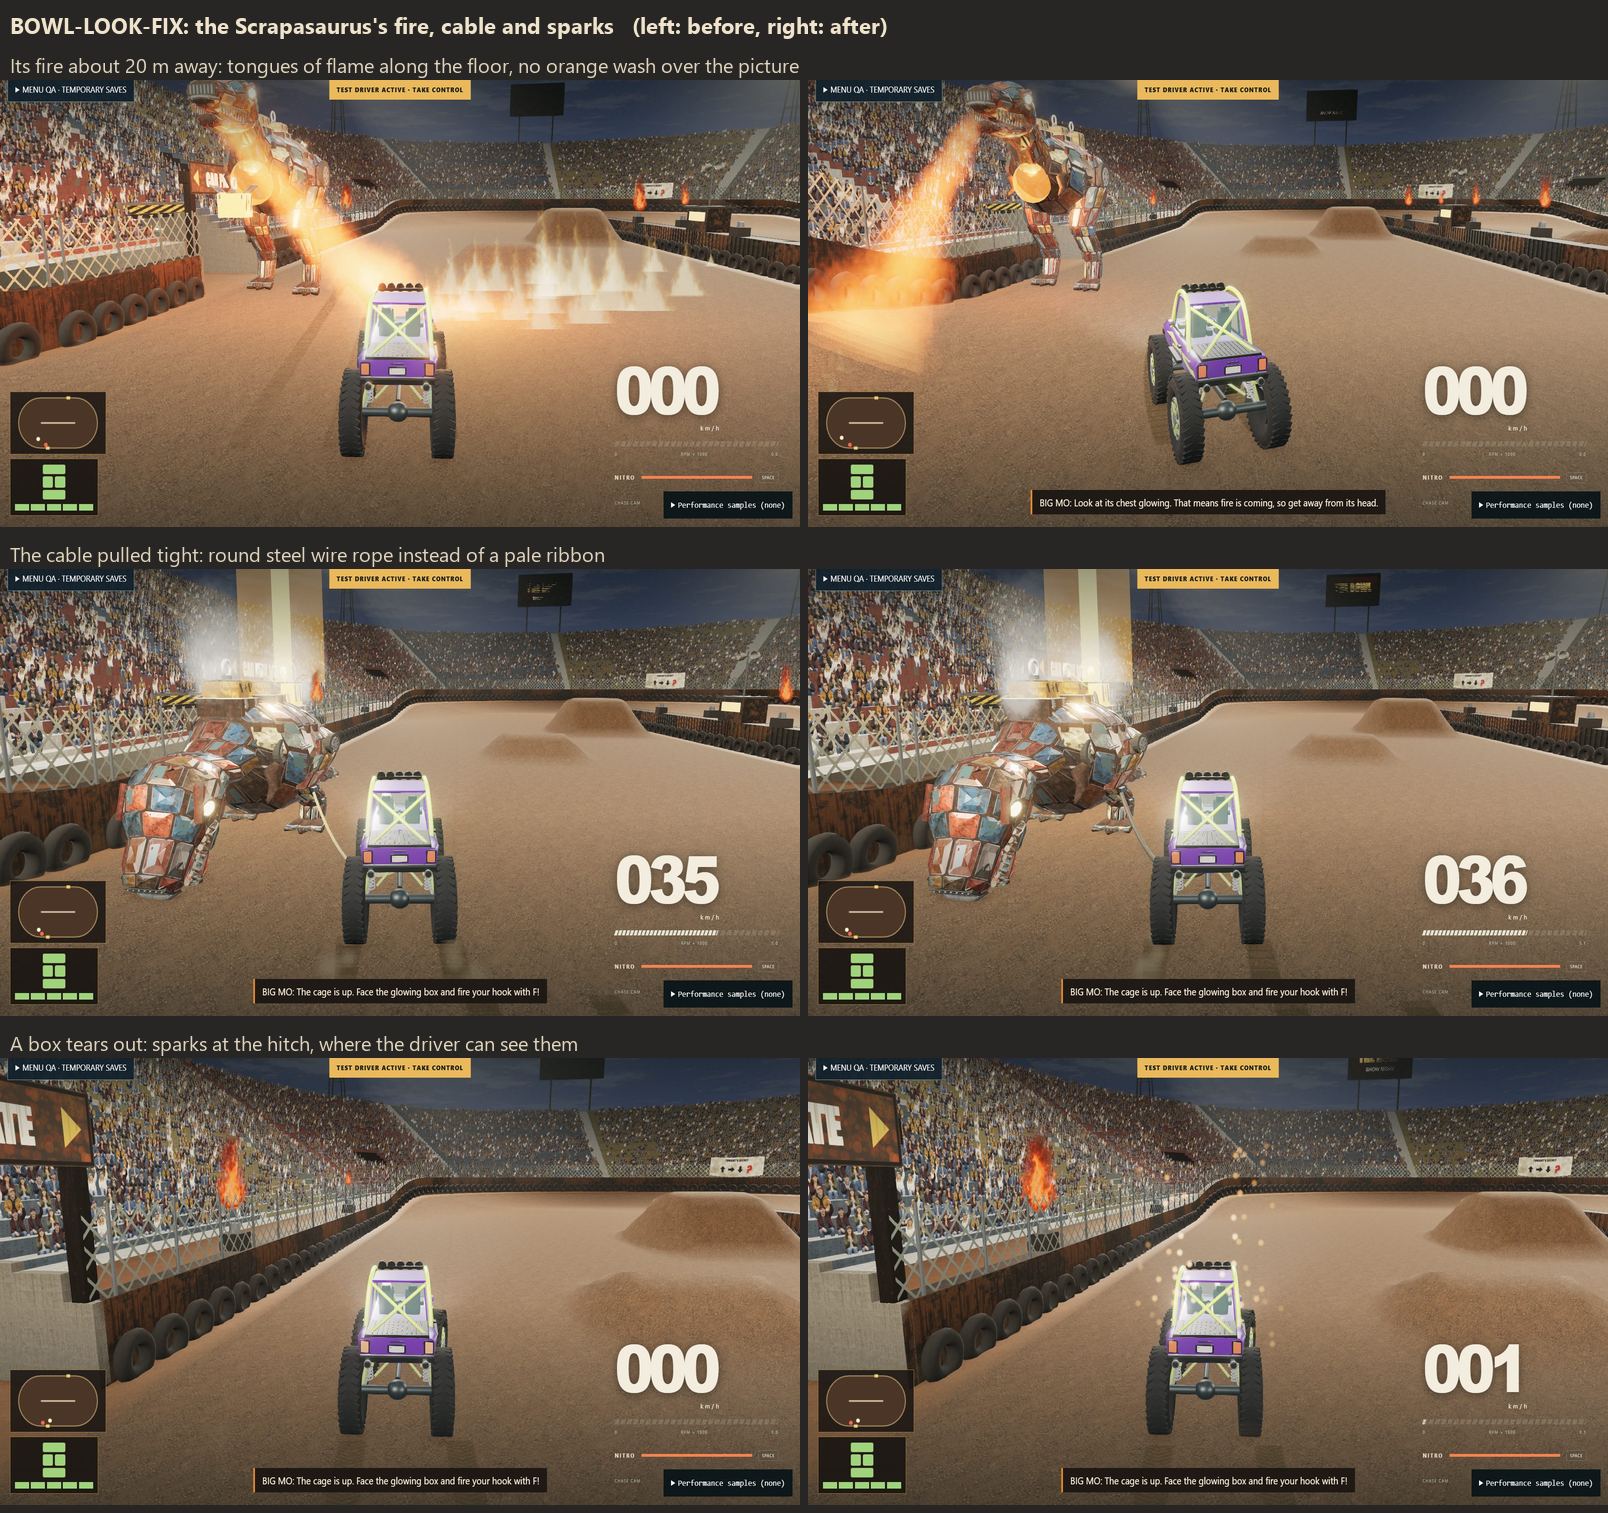 BOWL-LOOK-FIX: the Scrapasaurus's fire, cable and sparks (left: before, right: after)
Its fire about 20 m away: tongues of flame along the floor, no orange wash over the picture
MENU QA · TEMPORARY SAVES
TEST DRIVER ACTIVE · TAKE CONTROL
000
km/h
NITRO
SPACE
CHASE CAM
Performance samples (none)
MENU QA · TEMPORARY SAVES
TEST DRIVER ACTIVE · TAKE CONTROL
000
km/h
NITRO
SPACE
CHASE CAM
BIG MO: Look at its chest glowing. That means fire is coming, so get away from its head.
Performance samples (none)
The cable pulled tight: round steel wire rope instead of a pale ribbon
MENU QA · TEMPORARY SAVES
TEST DRIVER ACTIVE · TAKE CONTROL
035
km/h
NITRO
SPACE
CHASE CAM
BIG MO: The cage is up. Face the glowing box and fire your hook with F!
Performance samples (none)
MENU QA · TEMPORARY SAVES
TEST DRIVER ACTIVE · TAKE CONTROL
036
km/h
NITRO
SPACE
CHASE CAM
BIG MO: The cage is up. Face the glowing box and fire your hook with F!
Performance samples (none)
A box tears out: sparks at the hitch, where the driver can see them
MENU QA · TEMPORARY SAVES
TEST DRIVER ACTIVE · TAKE CONTROL
000
km/h
NITRO
SPACE
CHASE CAM
BIG MO: The cage is up. Face the glowing box and fire your hook with F!
Performance samples (none)
MENU QA · TEMPORARY SAVES
TEST DRIVER ACTIVE · TAKE CONTROL
001
km/h
NITRO
SPACE
CHASE CAM
BIG MO: The cage is up. Face the glowing box and fire your hook with F!
Performance samples (none)